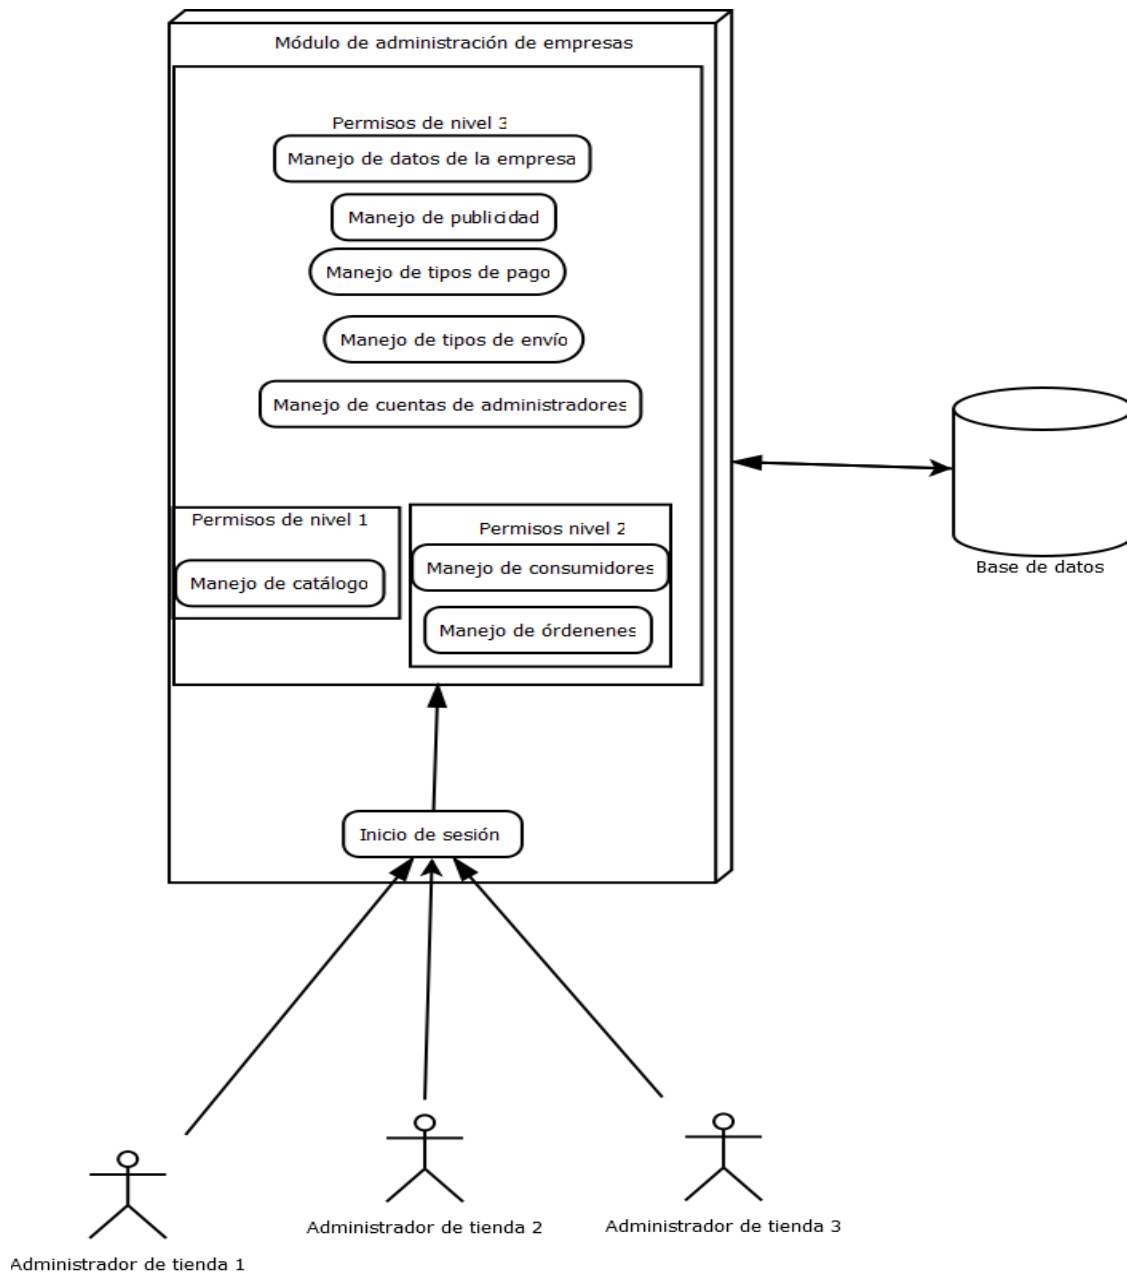 Módulo de administración de empresas
Permisos de nivel 3
Manejo de datos de la empresa
Manejo de publicidad
Manejo de tipos de pago
Manejo de tipos de envío
Manejo de cuentas de administradores
Permisos de nivel 1
Manejo de catálogo
Permisos nivel 2
Manejo de consumidores
Manejo de órdenenes
Base de datos
Inicio de sesión
Administrador de tienda 1
Administrador de tienda 2
Administrador de tienda 3